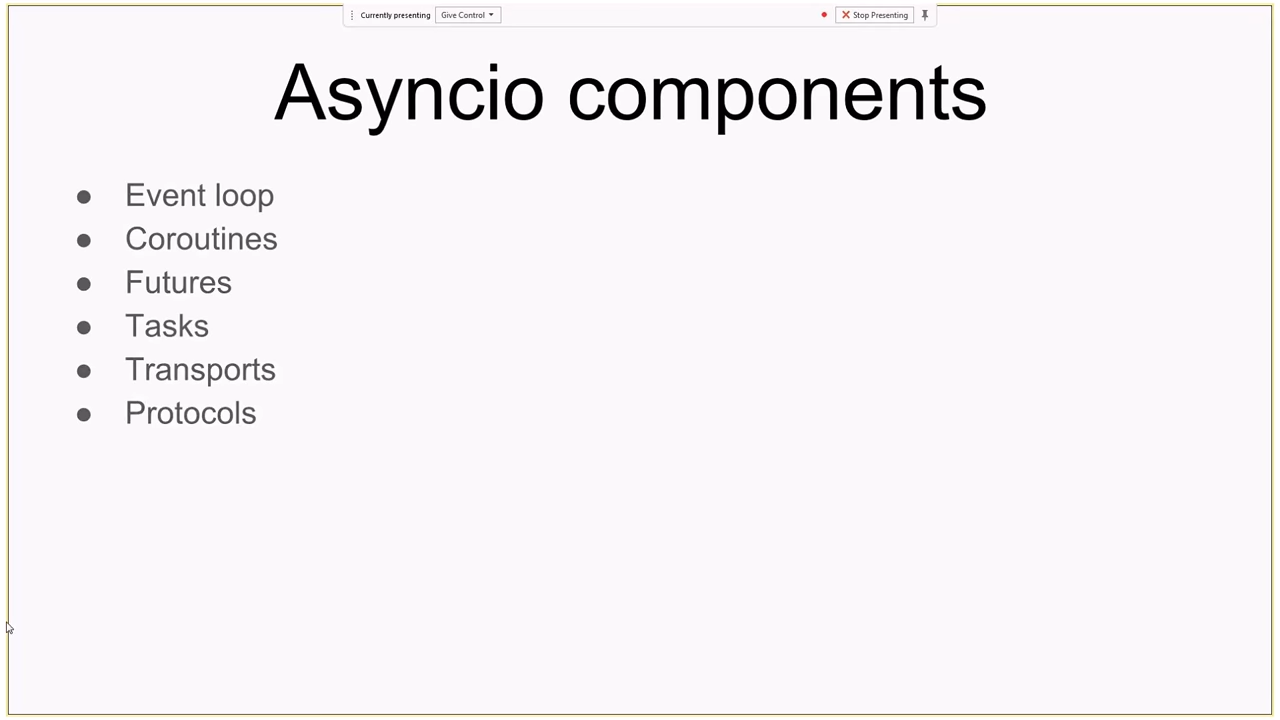 Currently presenting Give Control Stop Presenting
Asyncio components
● Event loop
● Coroutines
● Futures
● Tasks
● Transports
● Protocols